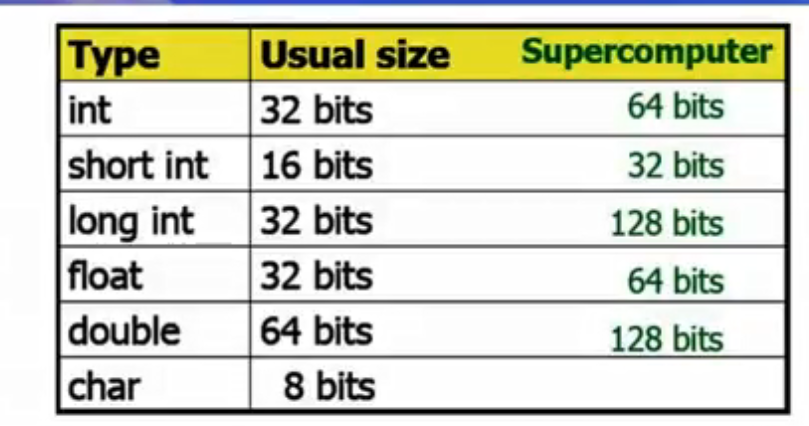 Type Usual size Supercomputer
int 32 bits 64 bits
short int 16 bits 32 bits
long int 32 bits 128 bits
float 32 bits 64 bits
double 64 bits 128 bits
char 8 bits